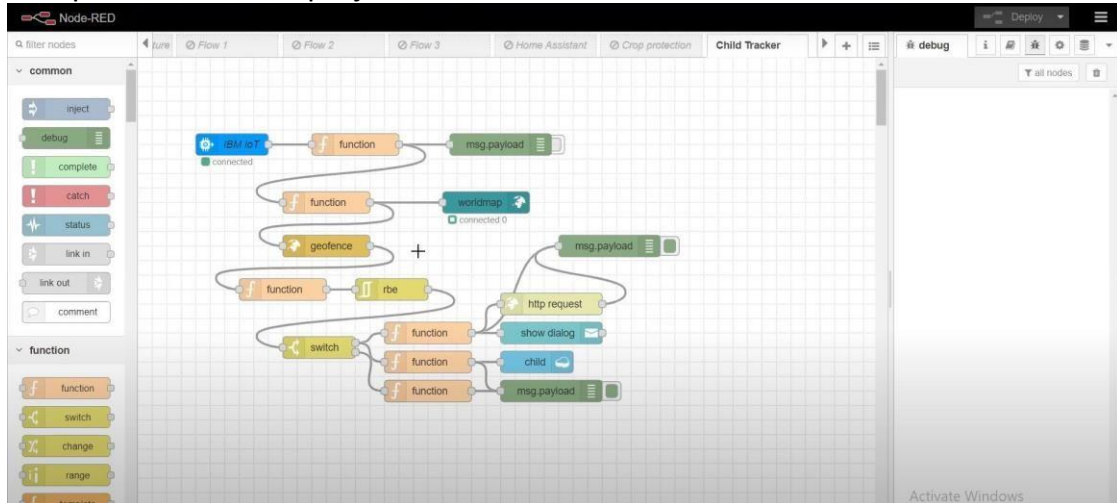 Node-RED
Deploy
filter nodes
ture
Flow 1
Flow 2
Flow 3
Home Assistant
Crop protection
Child Tracker
debug
i
all nodes
common
inject
debug
complete
catch
status
link in
link out
comment
function
function
switch
change
range
IBM IoT
connected
function
msg.payload
function
worldmap
connected 0
geofence
msg.payload
function
rbe
http request
switch
function
show dialog
function
child
function
msg.payload
Activate Windows